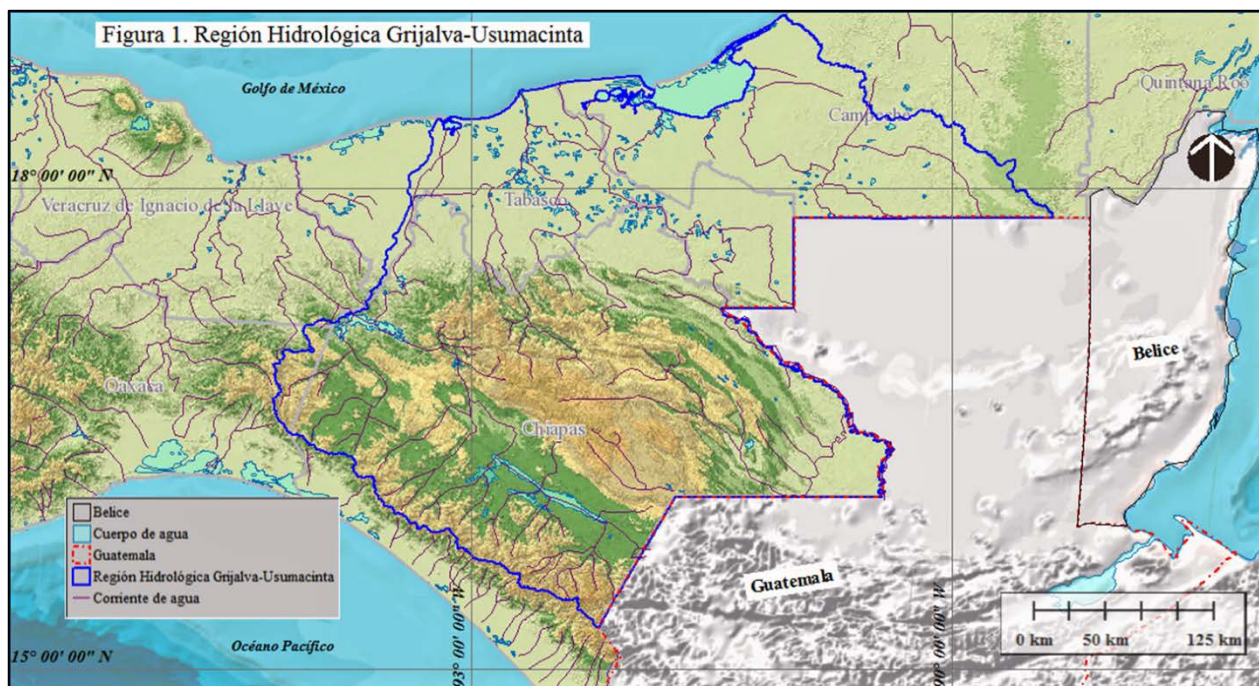 Figura 1. Región Hidrológica Grijalva-Usumacinta
Golfo de México
Quintana Roo
Campeche
18° 00' 00" N
Veracruz de Ignacio de la Llave
Tabasco
Belice
Oaxaca
Chiapas
Belice
Cuerpo de agua
Guatemala
Región Hidrológica Grijalva-Usumacinta
Corriente de agua
Guatemala
93° 00' 00" W
90° 00' 00" W
0 km 50 km 125 km
Océano Pacífico
15° 00' 00" N